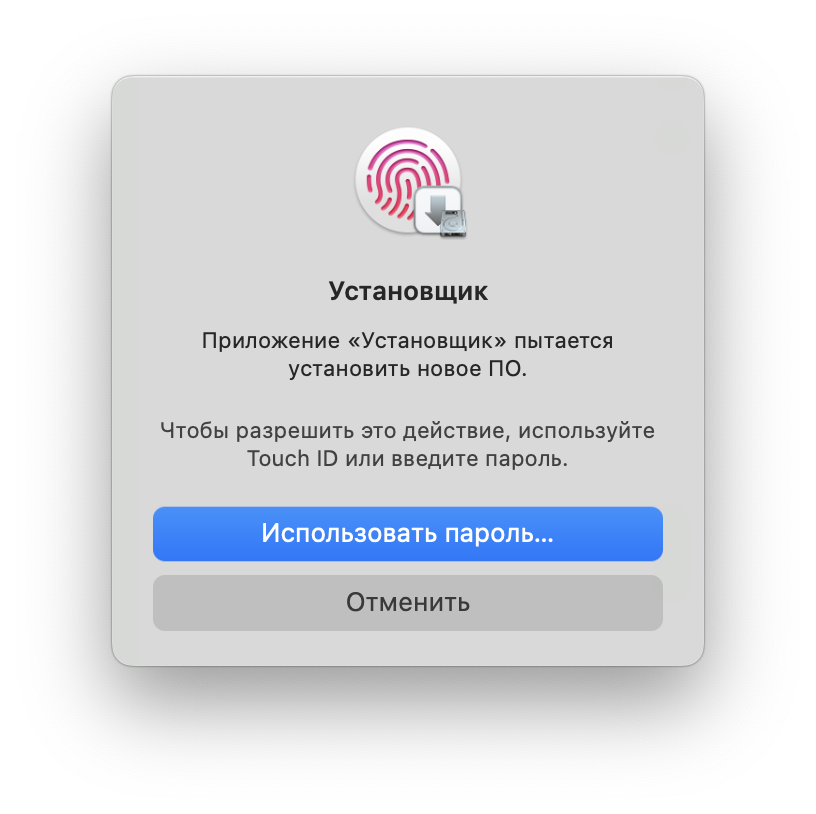 Установщик
Приложение «Установщик» пытается
установить новое ПО.
Чтобы разрешить это действие, используйте
Touch ID или введите пароль.
Использовать пароль...
Отменить